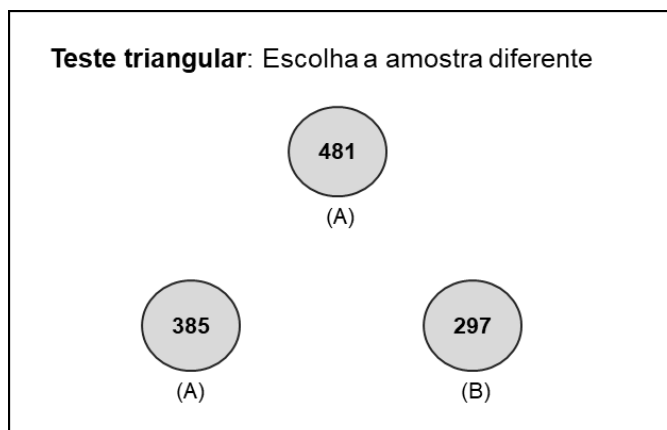 Teste triangular: Escolha a amostra diferente
481
(A)
385
297
(A)
(B)